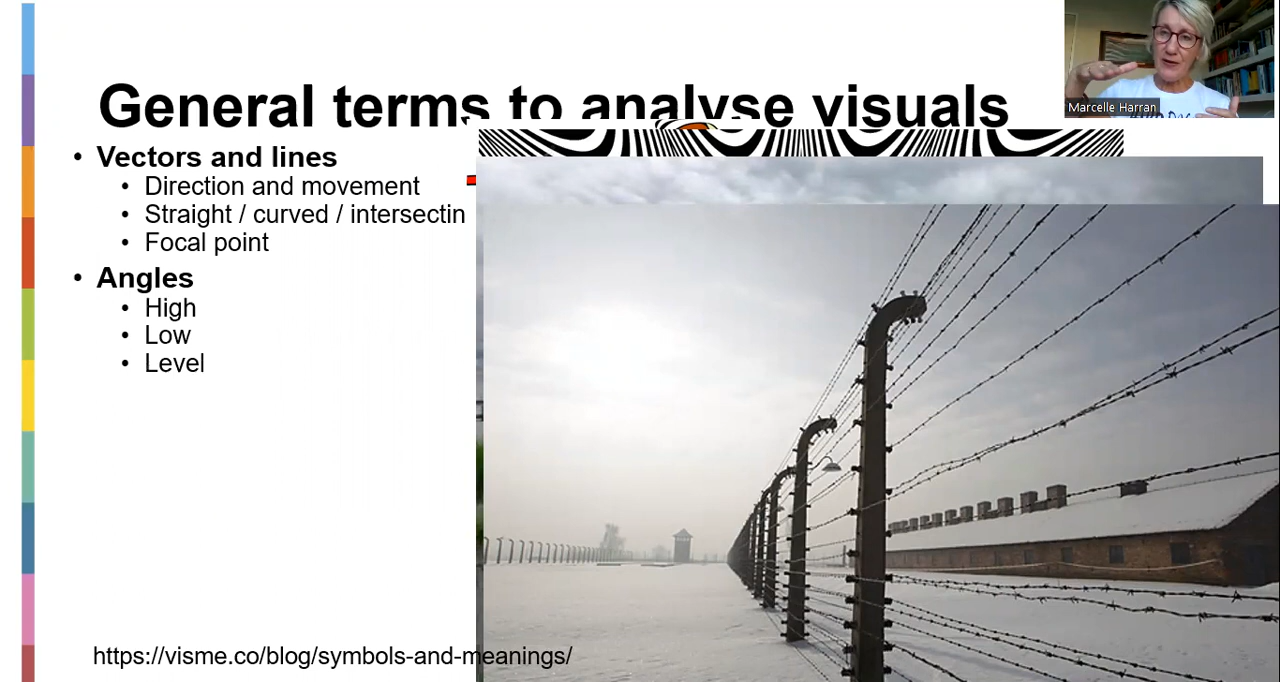 General terms to analyse visuals
Marcelle Harran
• Vectors and lines
• Direction and movement
• Straight / curved / intersectin
• Focal point
• Angles
• High
• Low
• Level
https://visme.co/blog/symbols-and-meanings/